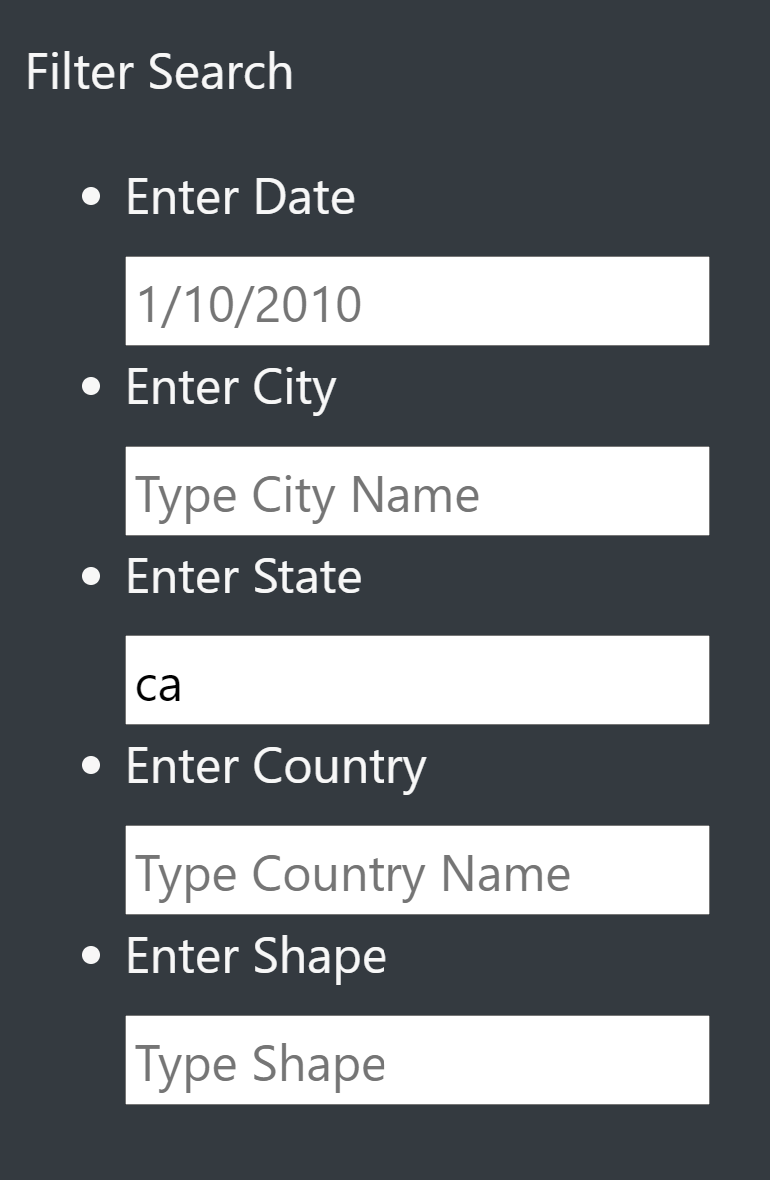 Filter Search
Enter Date
1/10/2010
Enter City
Type City Name
Enter State
ca
Enter Country
Type Country Name
Enter Shape
Type Shape